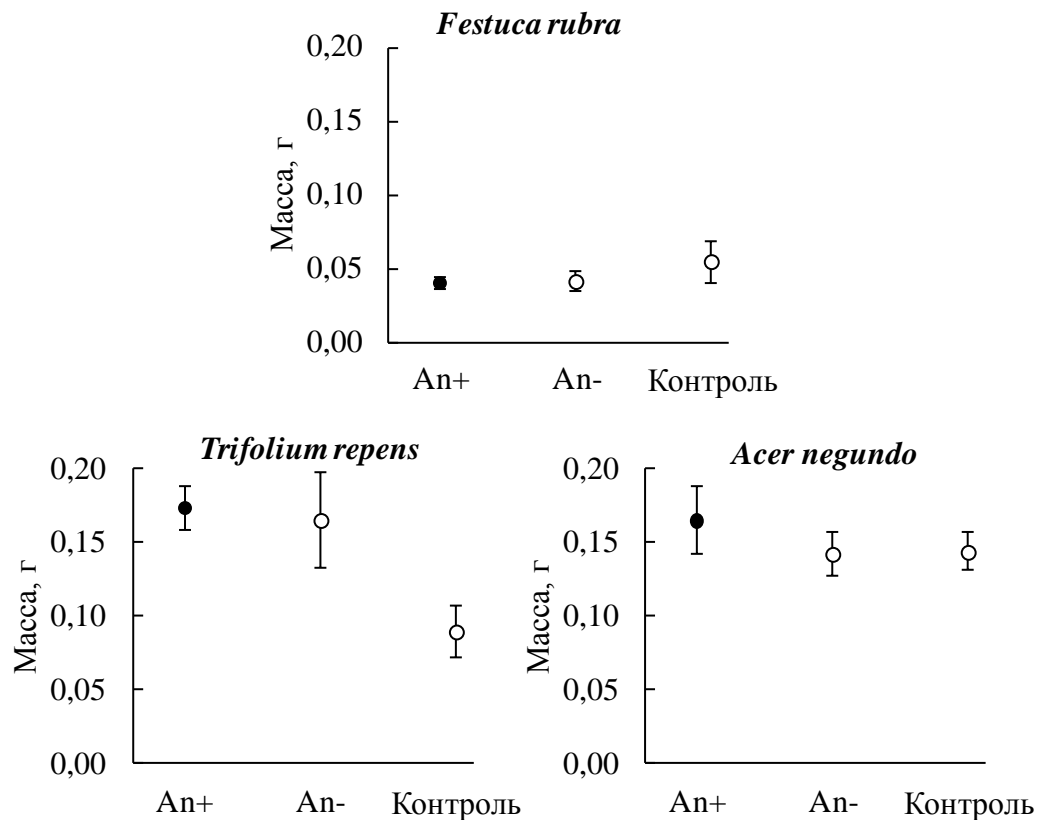 Festuca rubra
0,20
0,15
0,10
0,05
0,00
Масса, г
An+ An- Контроль
Trifolium repens
0,20
0,15
0,10
0,05
0,00
Масса, г
An+ An- Контроль
Acer negundo
0,20
0,15
0,10
0,05
0,00
Масса, г
An+ An- Контроль